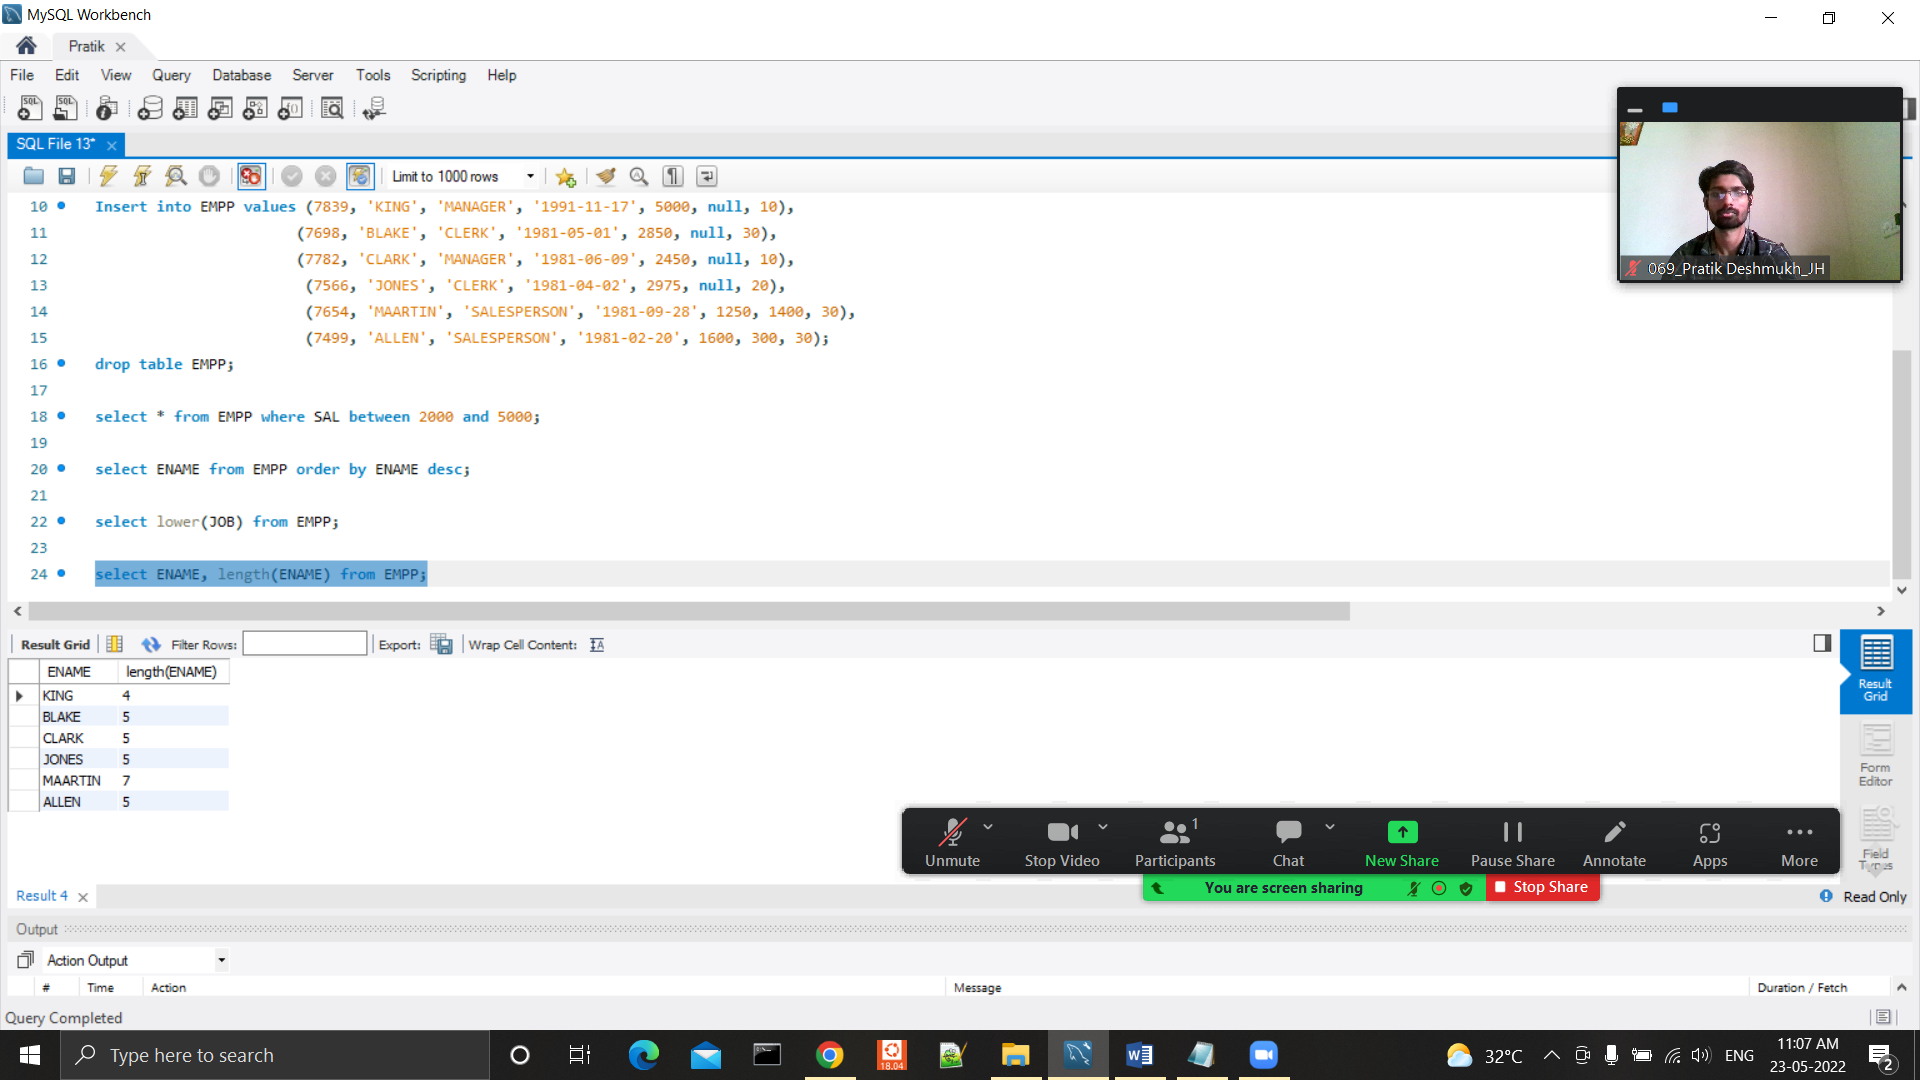 MySQL Workbench
Pratik
File Edit View Query Database Server Tools Scripting Help
SQL File 13*
Limit to 1000 rows
10 Insert into EMPP values (7839, 'KING', 'MANAGER', '1991-11-17', 5000, null, 10),
11 (7698, 'BLAKE', 'CLERK', '1981-05-01', 2850, null, 30),
12 (7782, 'CLARK', 'MANAGER', '1981-06-09', 2450, null, 10),
13 (7566, 'JONES', 'CLERK', '1981-04-02', 2975, null, 20),
14 (7654, 'MAARTIN', 'SALESPERSON', '1981-09-28', 1250, 1400, 30),
15 (7499, 'ALLEN', 'SALESPERSON', '1981-02-20', 1600, 300, 30);
16 drop table EMPP;
17
18 select * from EMPP where SAL between 2000 and 5000;
19
20 select ENAME from EMPP order by ENAME desc;
21
22 select lower(JOB) from EMPP;
23
24 select ENAME, length(ENAME) from EMPP;
069_Pratik Deshmukh_JH
Result Grid Filter Rows: Export: Wrap Cell Content:
ENAME length(ENAME)
KING 4
BLAKE 5
CLARK 5
JONES 5
MAARTIN 7
ALLEN 5
Result Grid
Form Editor
Field Types
Unmute Stop Video Participants 1 Chat New Share Pause Share Annotate Apps More
You are screen sharing Stop Share
Result 4
Read Only
Output
Action Output
# Time Action Message Duration / Fetch
Query Completed
Type here to search
18.04
32°C ENG
11:07 AM
23-05-2022
2